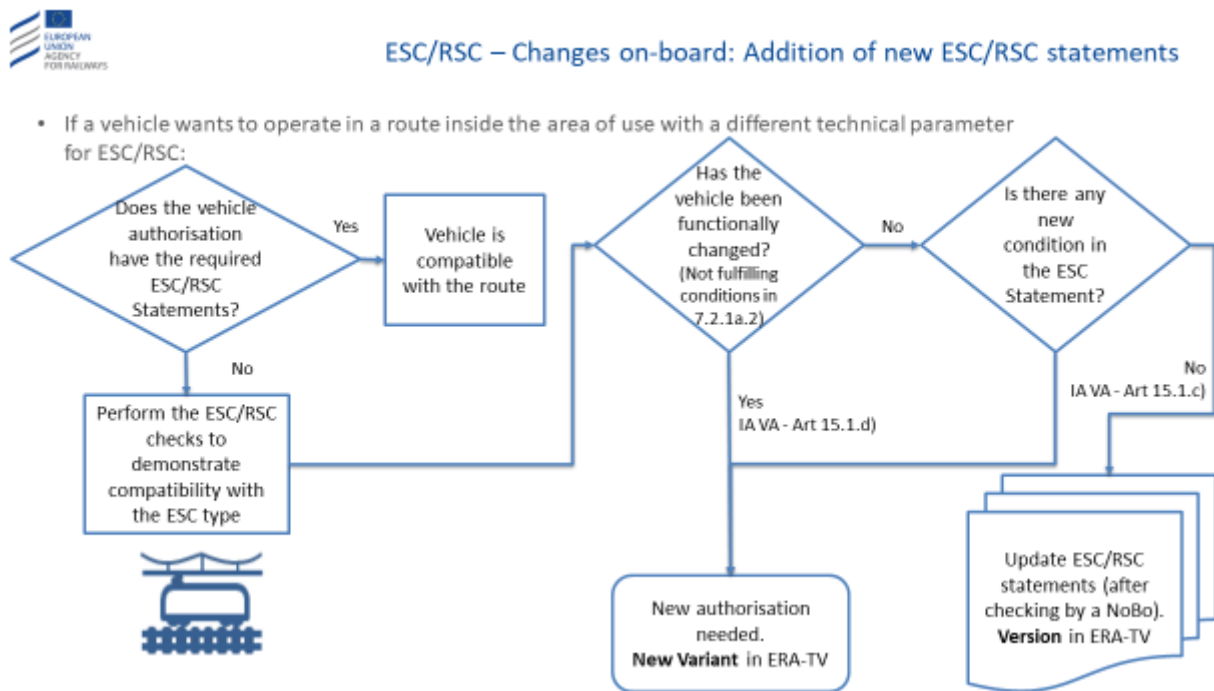 EUROPEAN
UNION
AGENCY
FOR RAILWAYS
ESC/RSC – Changes on-board: Addition of new ESC/RSC statements
• If a vehicle wants to operate in a route inside the area of use with a different technical parameter
for ESC/RSC:
Does the vehicle
authorisation
have the required
ESC/RSC
Statements?
Yes
Vehicle is
compatible
with the route
No
Perform the ESC/RSC
checks to
demonstrate
compatibility with
the ESC type
Has the
vehicle been
functionally
changed?
(Not fulfilling
conditions in
7.2.1a.2)
No
Yes
IA VA - Art 15.1.d)
Is there any
new
condition in
the ESC
Statement?
No
IA VA - Art 15.1.c)
New authorisation
needed.
New Variant in ERA-TV
Update ESC/RSC
statements (after
checking by a NoBo).
Version in ERA-TV